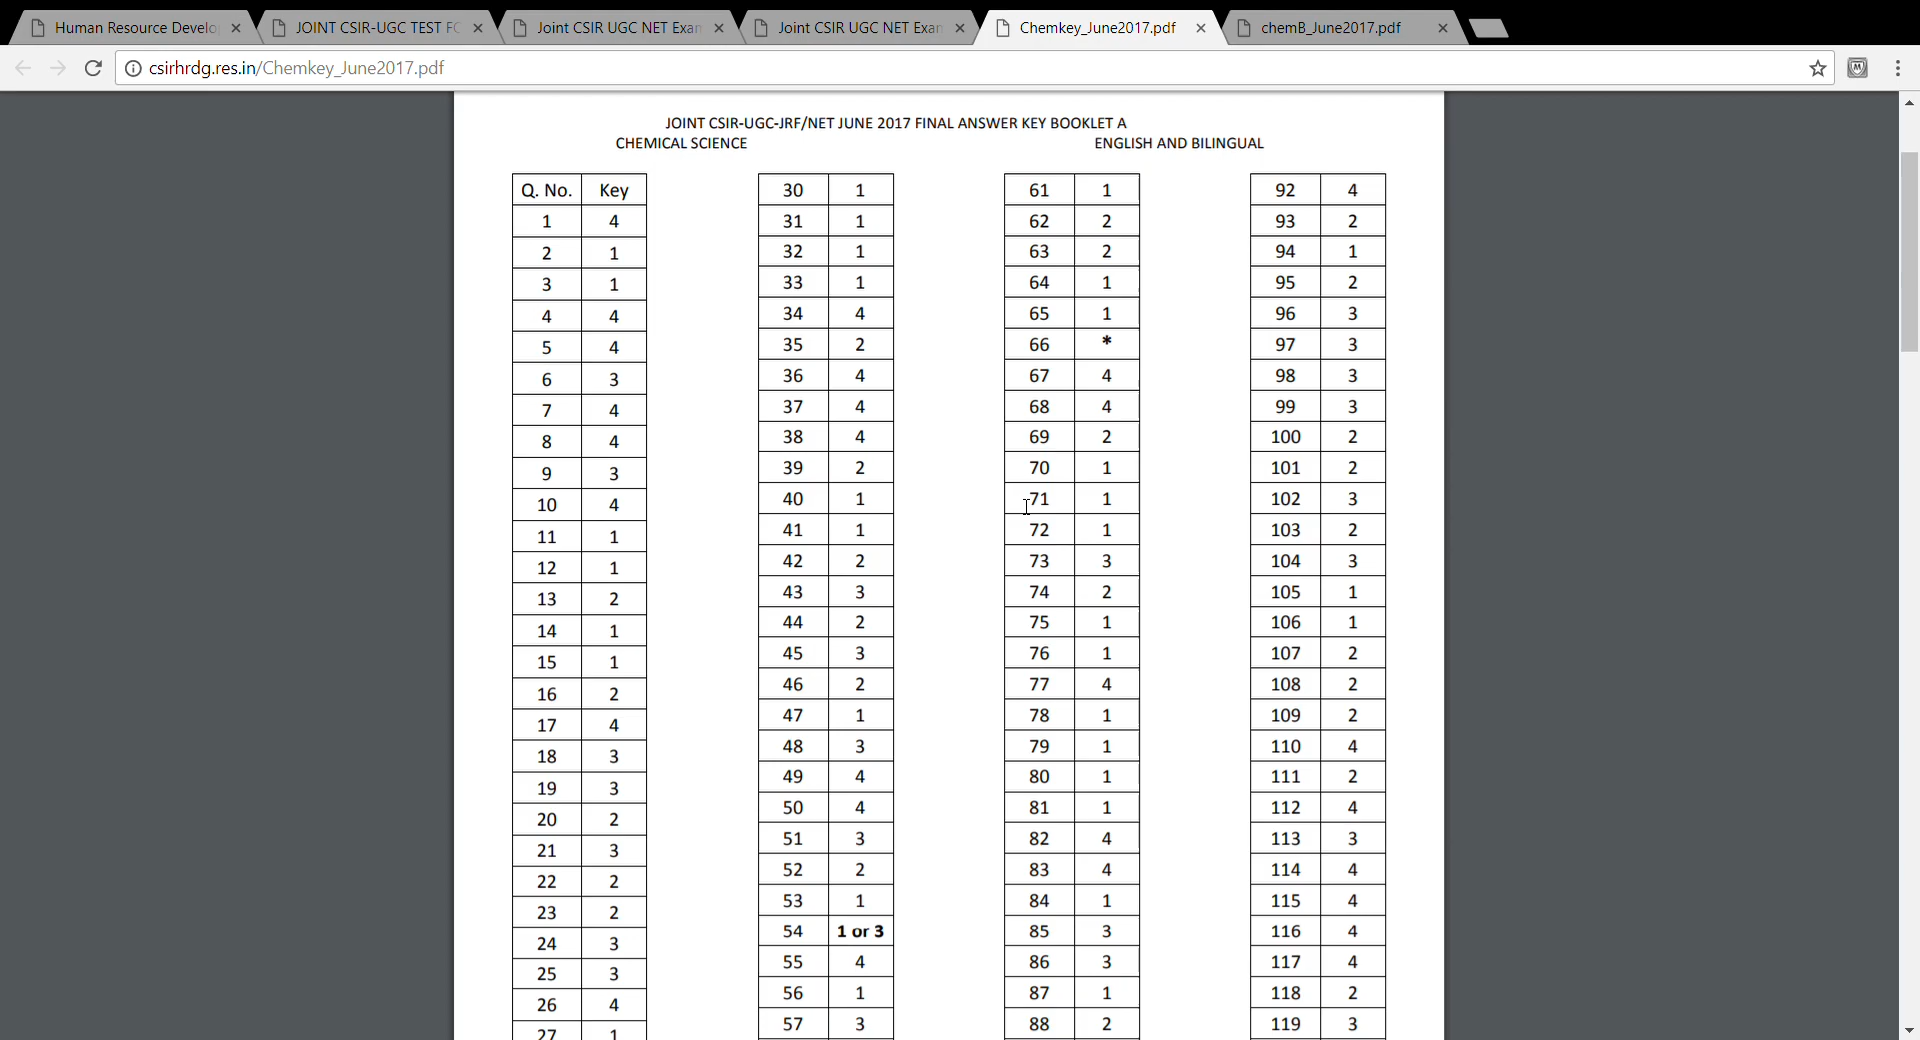 Human Resource Develo
JOINT CSIR-UGC TEST FO
Joint CSIR UGC NET Exan
Joint CSIR UGC NET Exan
Chemkey_June2017.pdf
chemB_June2017.pdf
csirhrdg.res.in/Chemkey_June2017.pdf
JOINT CSIR-UGC-JRF/NET JUNE 2017 FINAL ANSWER KEY BOOKLET A
CHEMICAL SCIENCE ENGLISH AND BILINGUAL
Q. No. Key 30 1 61 1 92 4
1 4 31 1 62 2 93 2
2 1 32 1 63 2 94 1
3 1 33 1 64 1 95 2
4 4 34 4 65 1 96 3
5 4 35 2 66 * 97 3
6 3 36 4 67 4 98 3
7 4 37 4 68 4 99 3
8 4 38 4 69 2 100 2
9 3 39 2 70 1 101 2
10 4 40 1 71 1 102 3
11 1 41 1 72 1 103 2
12 1 42 2 73 3 104 3
13 2 43 3 74 2 105 1
14 1 44 2 75 1 106 1
15 1 45 3 76 1 107 2
16 2 46 2 77 4 108 2
17 4 47 1 78 1 109 2
18 3 48 3 79 1 110 4
19 3 49 4 80 1 111 2
20 2 50 4 81 1 112 4
21 3 51 3 82 4 113 3
22 2 52 2 83 4 114 4
23 2 53 1 84 1 115 4
24 3 54 1 or 3 85 3 116 4
25 3 55 4 86 3 117 4
26 4 56 1 87 1 118 2
27 1 57 3 88 2 119 3